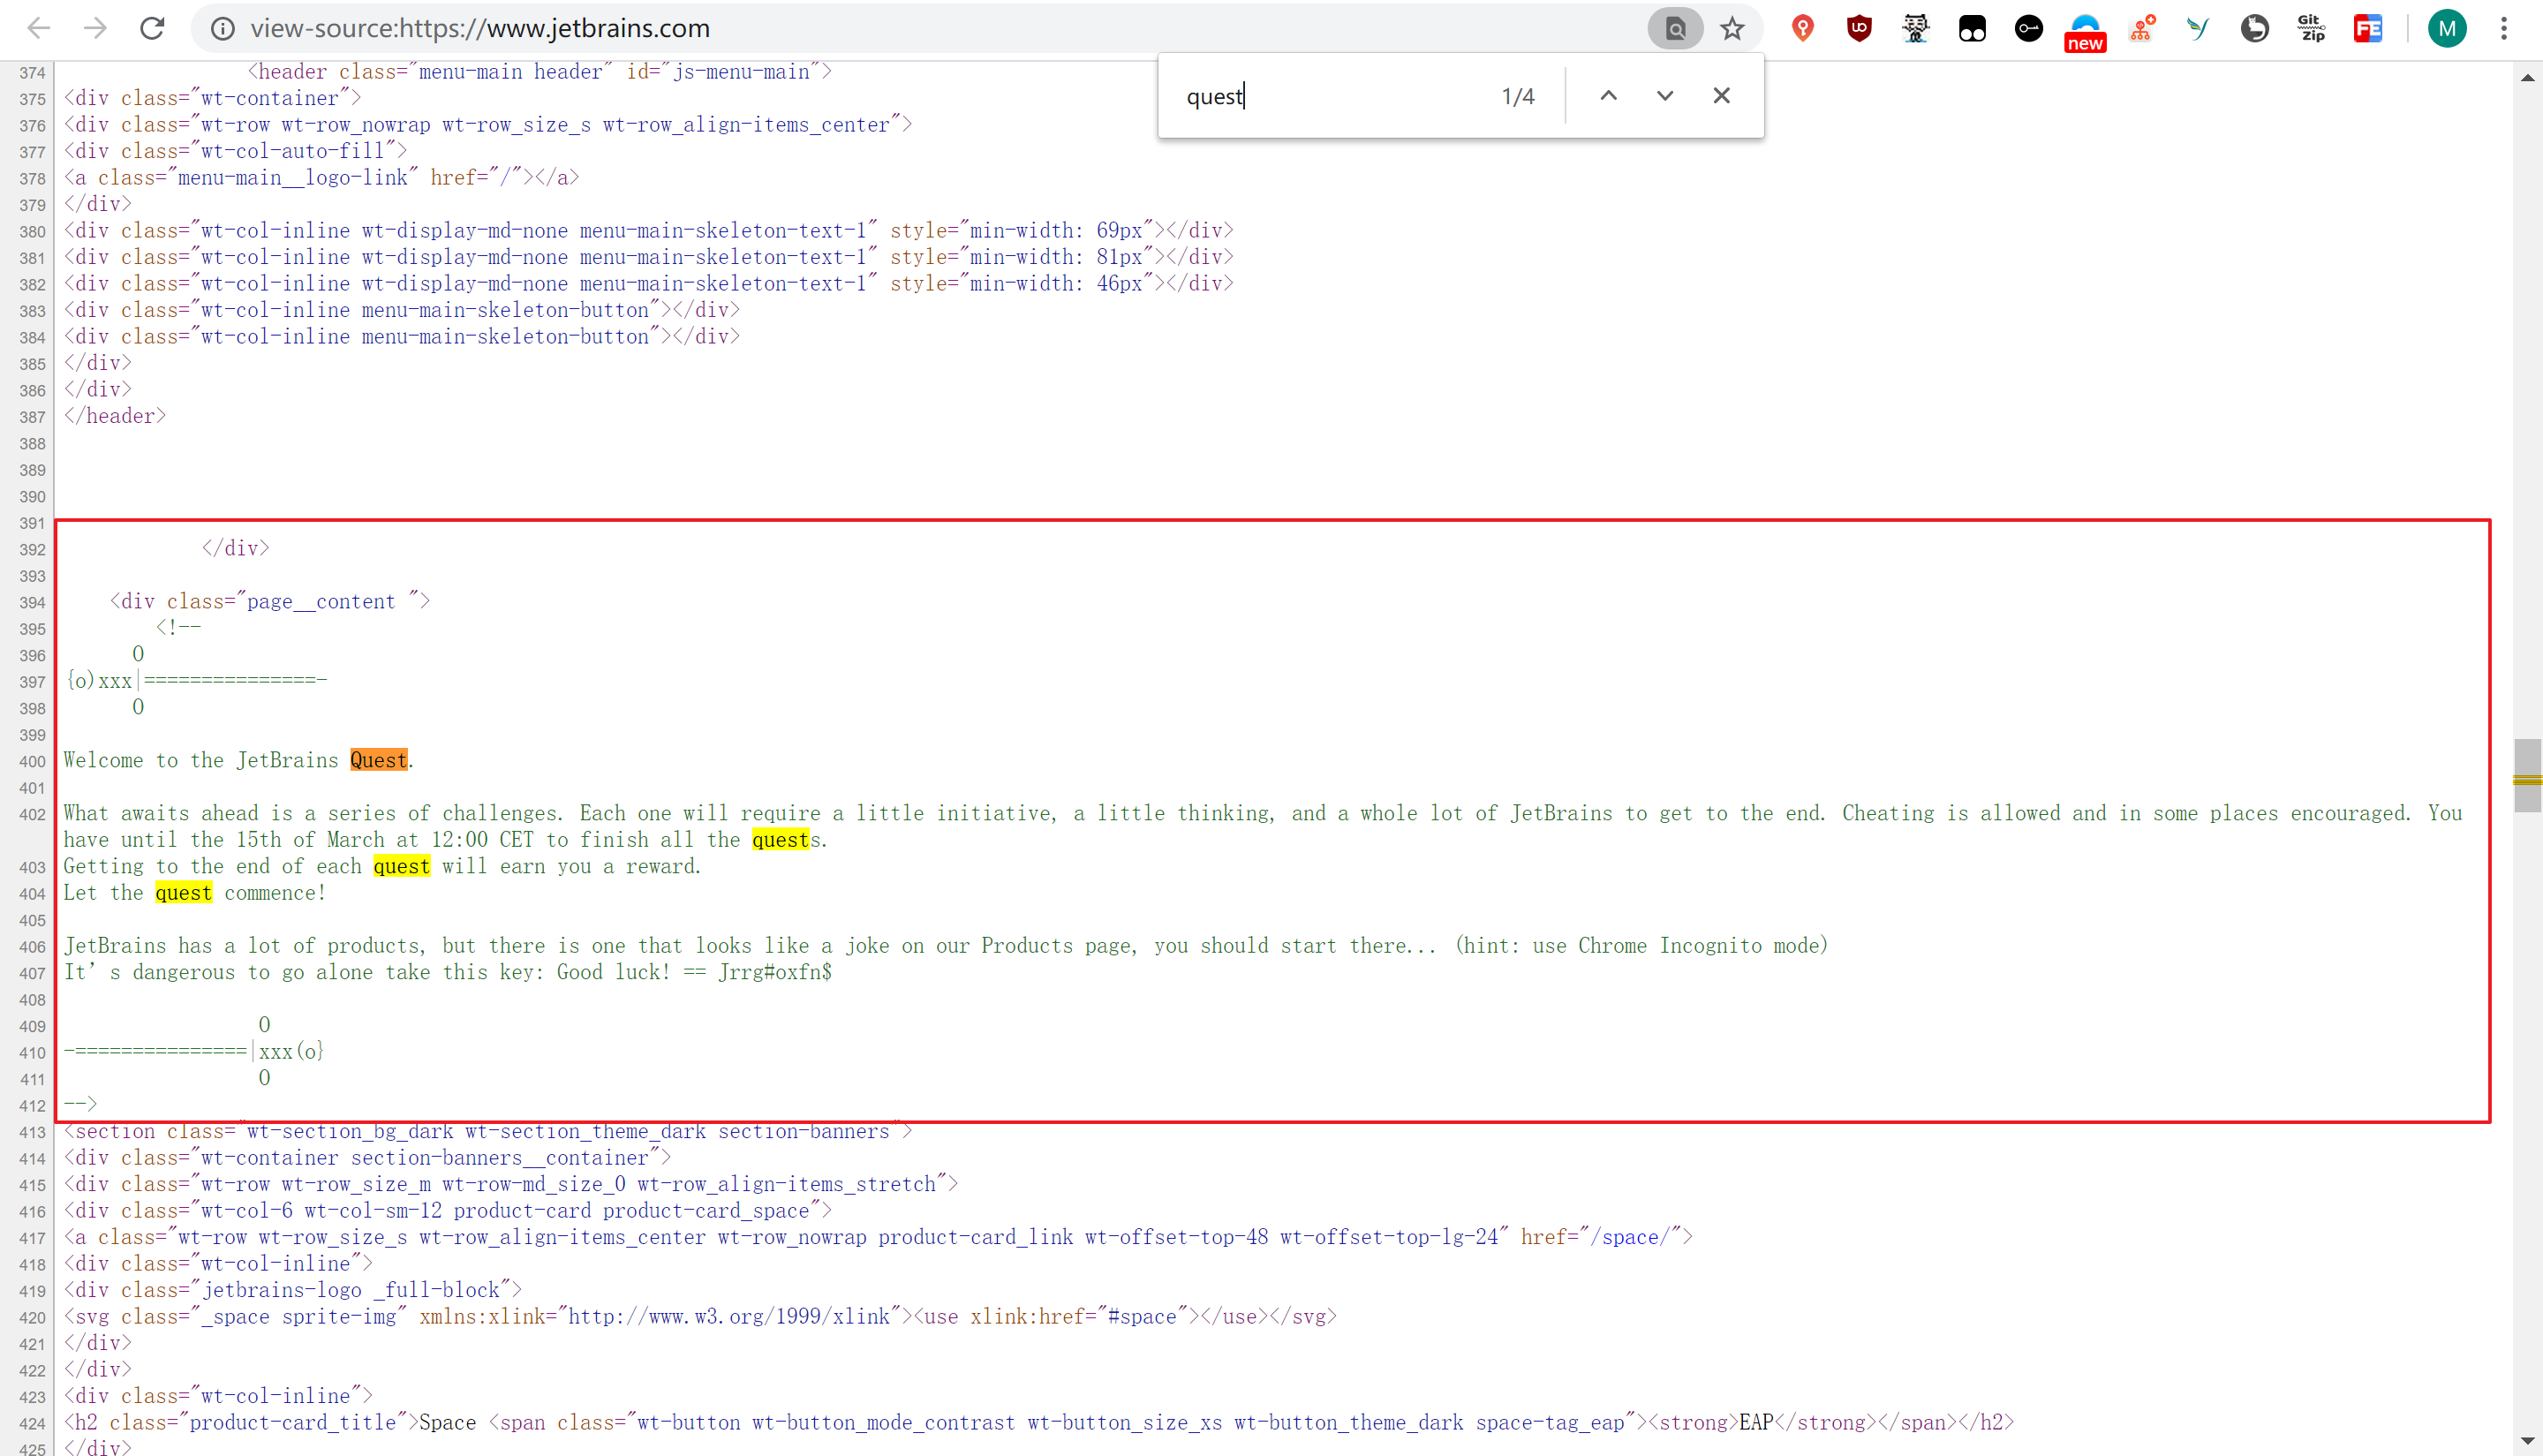 view-source:https://www.jetbrains.com
new
Git
Zip
FE
M
quest
1/4
374 <header class="menu-main header" id="js-menu-main">
375 <div class="wt-container">
376 <div class="wt-row wt-row_nowrap wt-row_size_s wt-row_align-items_center">
377 <div class="wt-col-auto-fill">
378 <a class="menu-main__logo-link" href="/"></a>
379 </div>
380 <div class="wt-col-inline wt-display-md-none menu-main-skeleton-text-1" style="min-width: 69px"></div>
381 <div class="wt-col-inline wt-display-md-none menu-main-skeleton-text-1" style="min-width: 81px"></div>
382 <div class="wt-col-inline wt-display-md-none menu-main-skeleton-text-1" style="min-width: 46px"></div>
383 <div class="wt-col-inline menu-main-skeleton-button"></div>
384 <div class="wt-col-inline menu-main-skeleton-button"></div>
385 </div>
386 </div>
387 </header>
388
389
390
391
392 </div>
393
394 <div class="page__content ">
395 <!--
396 O
397 {o)xxx|===============-
398 O
399
400 Welcome to the JetBrains Quest.
401
402 What awaits ahead is a series of challenges. Each one will require a little initiative, a little thinking, and a whole lot of JetBrains to get to the end. Cheating is allowed and in some places encouraged. You
have until the 15th of March at 12:00 CET to finish all the quests.
403 Getting to the end of each quest will earn you a reward.
404 Let the quest commence!
405
406 JetBrains has a lot of products, but there is one that looks like a joke on our Products page, you should start there... (hint: use Chrome Incognito mode)
407 It’s dangerous to go alone take this key: Good luck! == Jrrg#oxfn$
408
409 O
410 -===============|xxx(o}
411 O
412 -->
413 <section class="wt-section_bg_dark wt-section_theme_dark section-banners">
414 <div class="wt-container section-banners__container">
415 <div class="wt-row wt-row_size_m wt-row-md_size_0 wt-row_align-items_stretch">
416 <div class="wt-col-6 wt-col-sm-12 product-card product-card_space">
417 <a class="wt-row wt-row_size_s wt-row_align-items_center wt-row_nowrap product-card_link wt-offset-top-48 wt-offset-top-lg-24" href="/space/">
418 <div class="wt-col-inline">
419 <div class="jetbrains-logo _full-block">
420 <svg class="_space sprite-img" xmlns:xlink="http://www.w3.org/1999/xlink"><use xlink:href="#space"></use></svg>
421 </div>
422 </div>
423 <div class="wt-col-inline">
424 <h2 class="product-card_title">Space <span class="wt-button wt-button_mode_contrast wt-button_size_xs wt-button_theme_dark space-tag_eap"><strong>EAP</strong></span></h2>
425 </div>